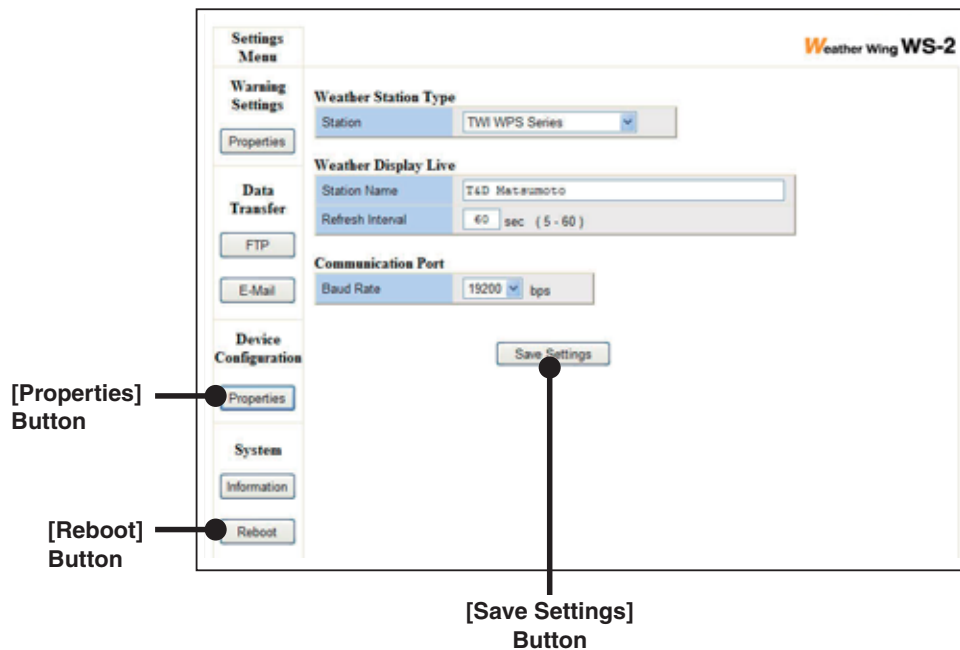 Settings
Menu
Weather Wing WS-2
Warning
Settings
Properties
Data
Transfer
FTP
E-Mail
Device
Configuration
Properties
System
Information
Reboot
Weather Station Type
Station TWI WPS Series
Weather Display Live
Station Name T&D Matsumoto
Refresh Interval 60 sec ( 5 - 60 )
Communication Port
Baud Rate 19200 bps
Save Settings
[Properties]
Button
[Reboot]
Button
[Save Settings]
Button